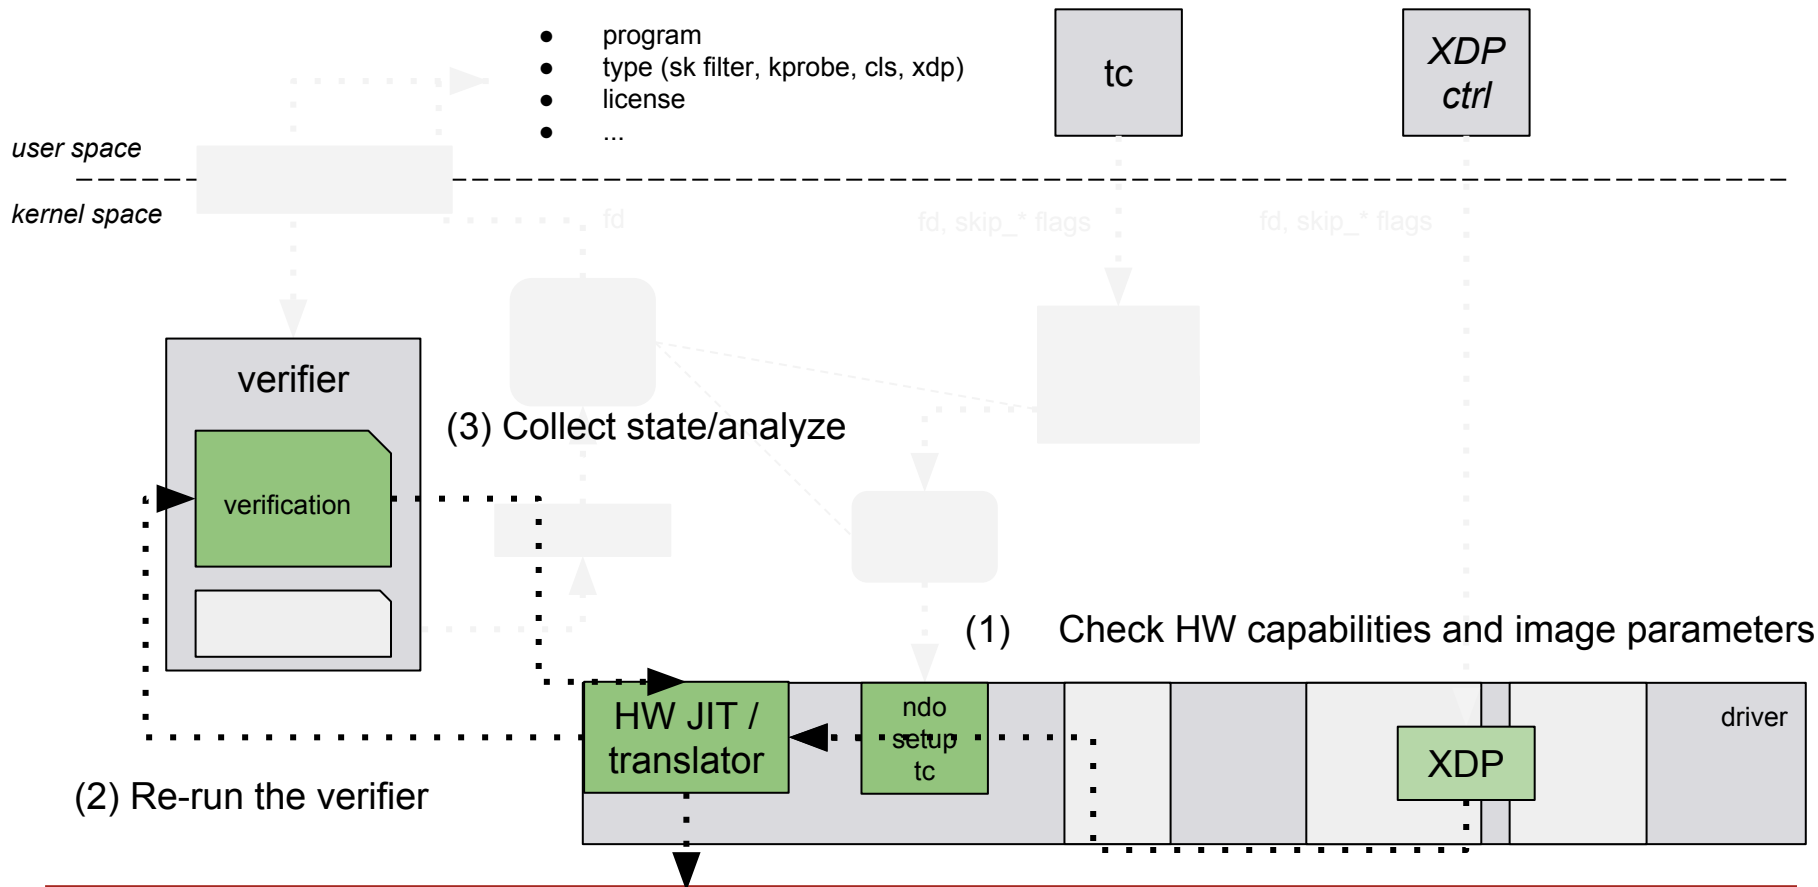 ● program
● type (sk filter, kprobe, cls, xdp)
● license
● ...
tc
XDP
ctrl
user space
kernel space
fd
fd, skip_* flags
fd, skip_* flags
verifier
(3) Collect state/analyze
verification
(1) Check HW capabilities and image parameters
HW JIT /
translator
ndo
setup
tc
XDP
driver
(2) Re-run the verifier